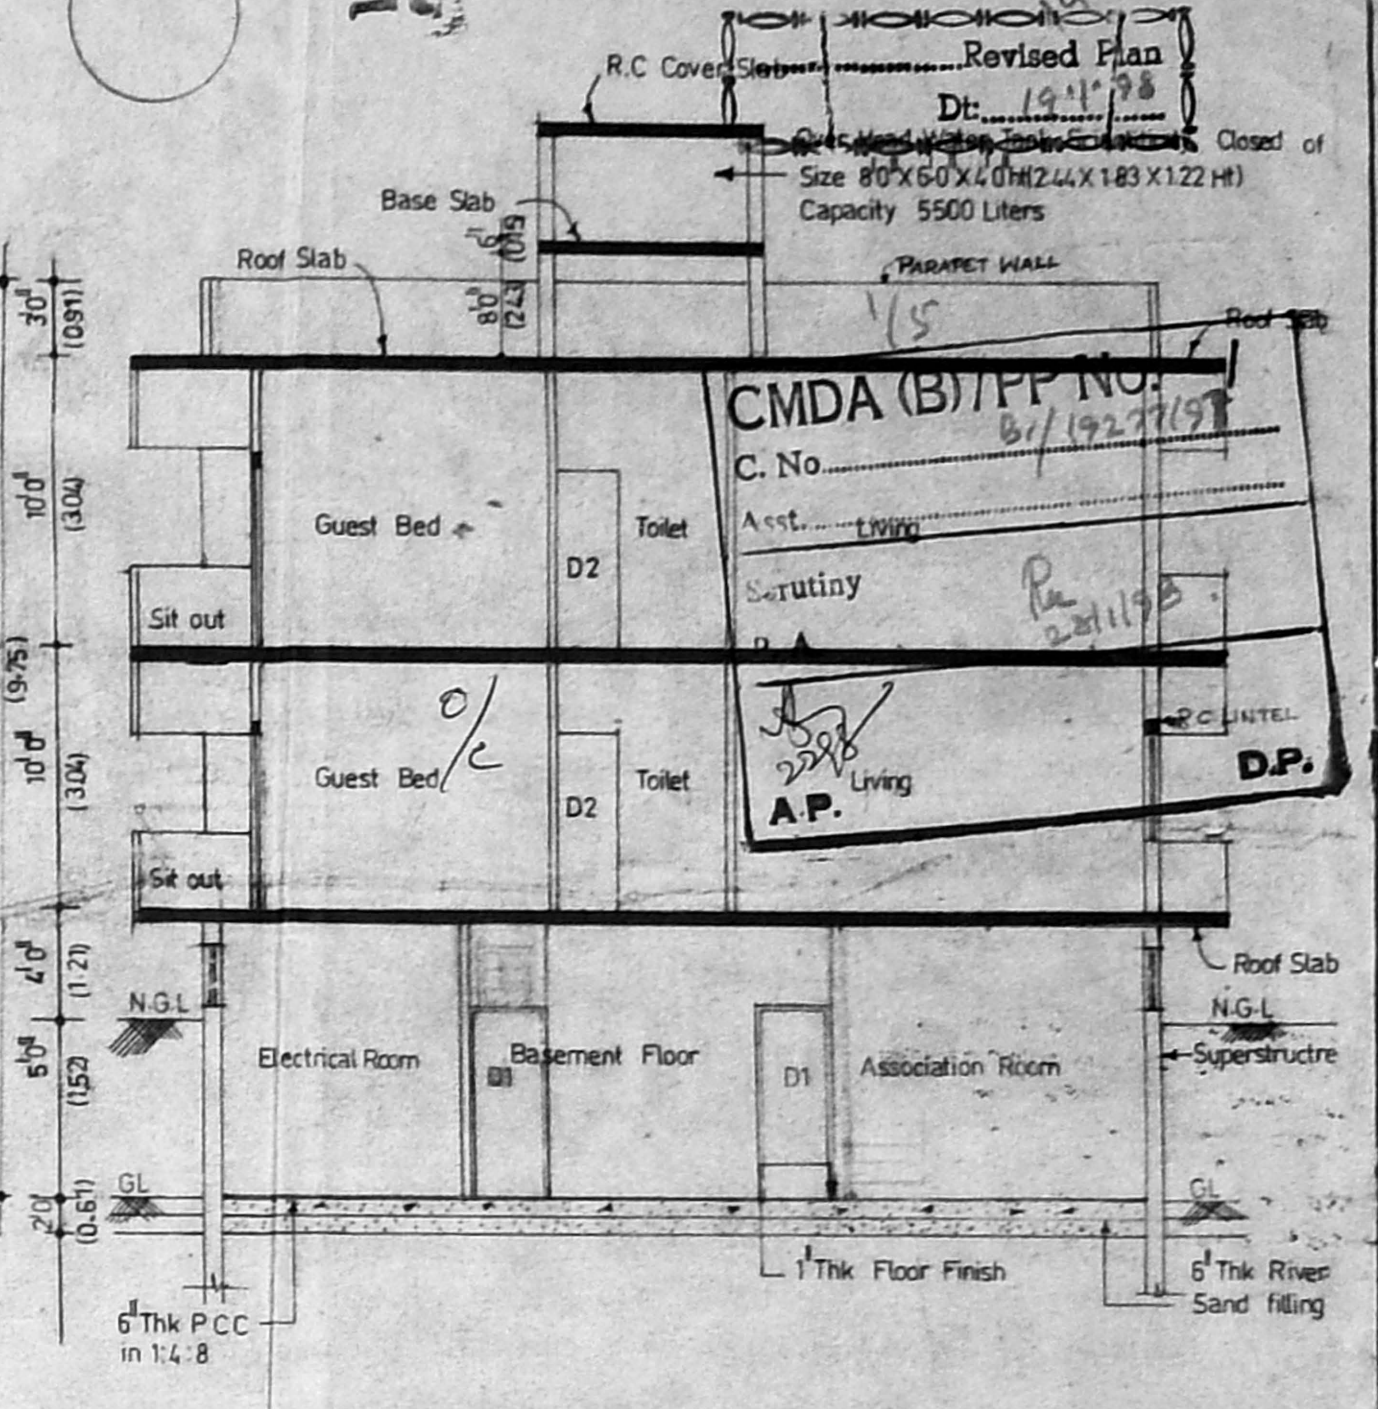 Revised Plan
Dt: 19.1.98
R.C Cover Slab
Over Head Water Tank Closed of
Size 8'0"X6'0"X4'0"Ht(2.44X1.83X1.22 Ht)
Capacity 5500 Liters
Base Slab
6" (0.15)
8'0" (2.43)
Roof Slab
PARAPET WALL
1/5
Roof Slab
3'0" (0.91)
CMDA (B)/PP NO.
C. No
Asst.
Scrutiny
D.P.
A.P.
10'0" (3.04)
Guest Bed
D2
Toilet
Living
Sit out
(9.75)
10'0" (3.04)
O/C
Guest Bed
D2
Toilet
Living
R C LINTEL
Sit out
4'0" (1.21)
Roof Slab
N.G.L
N.G.L
5'0" (1.52)
Electrical Room
D1
Basement Floor
D1
Association Room
Superstructre
GL
GL
2'0" (0.61)
1" Thk Floor Finish
6" Thk River
Sand filling
6" Thk P C C
in 1:4:8